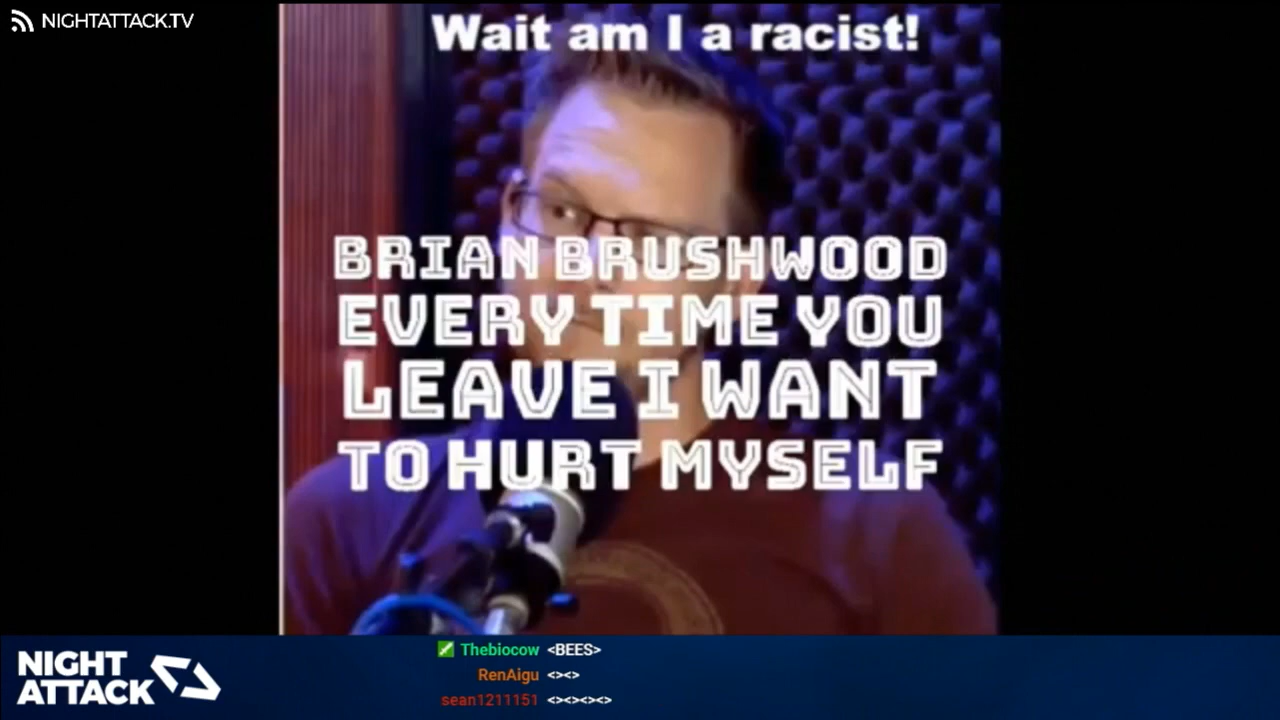 NIGHTATTACK.TV
Wait am I a racist!
BRIAN BRUSHWOOD
EVERY TIME YOU
LEAVE I WANT
TO HURT MYSELF
NIGHT
ATTACK
Thebiocow <BEES>
RenAigu <><>
sean1211151 <><><><>